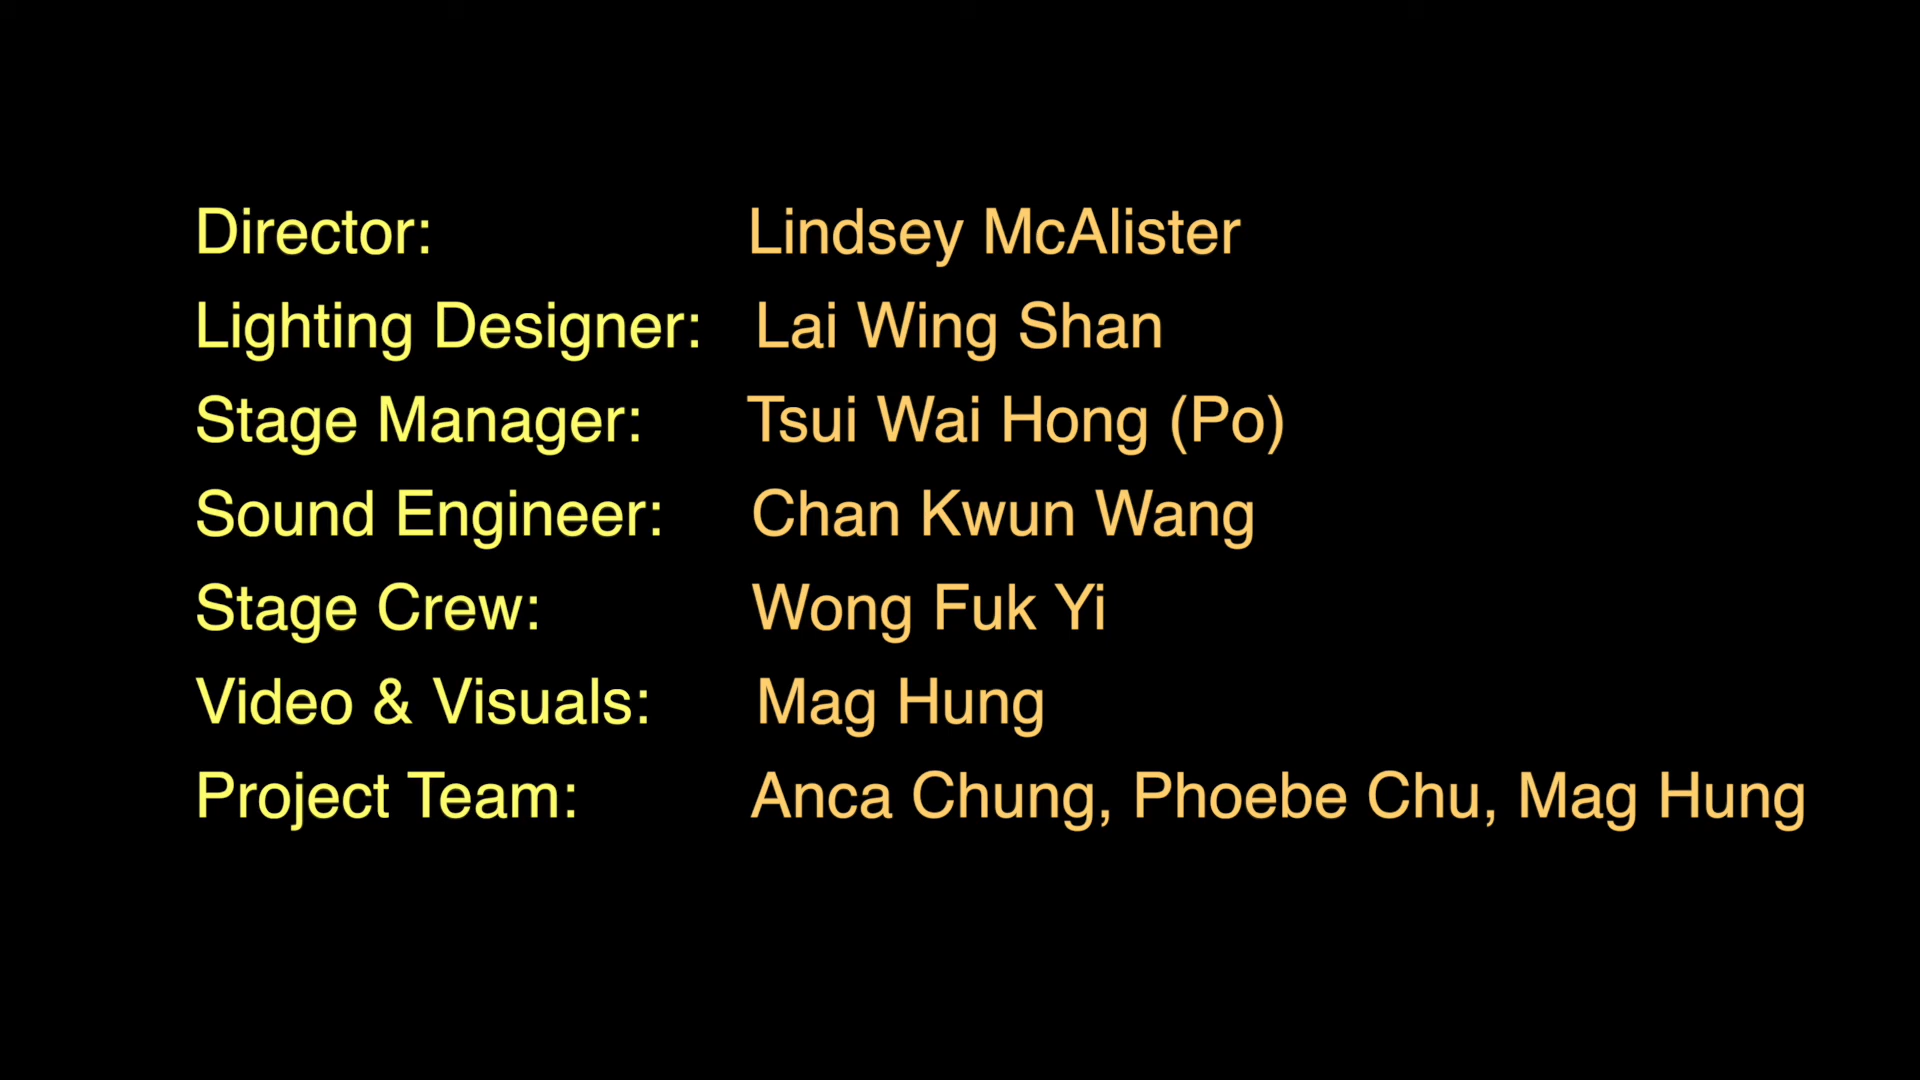 Director: Lindsey McAlister
Lighting Designer: Lai Wing Shan
Stage Manager: Tsui Wai Hong (Po)
Sound Engineer: Chan Kwun Wang
Stage Crew: Wong Fuk Yi
Video & Visuals: Mag Hung
Project Team: Anca Chung, Phoebe Chu, Mag Hung